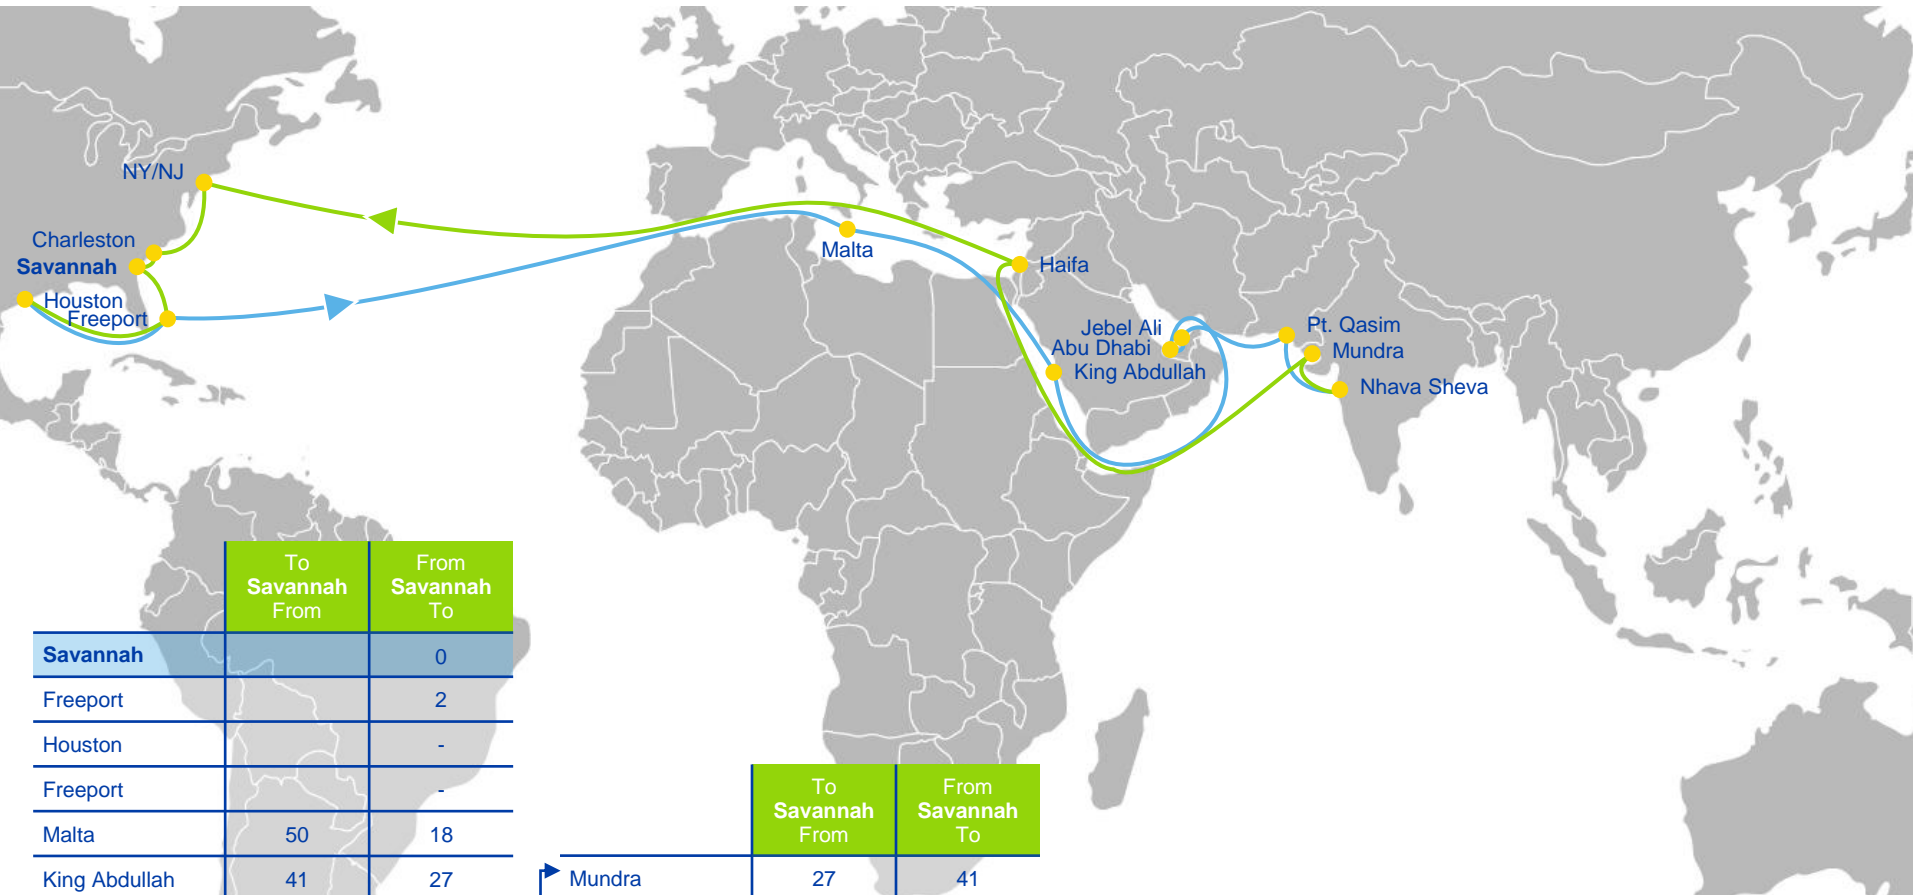 NY/NJ
Charleston
Savannah
Houston
Freeport
Malta
Haifa
Jebel Ali
Abu Dhabi
King Abdullah
Pt. Qasim
Mundra
Nhava Sheva
To Savannah From
From Savannah To
Savannah 0
Freeport 2
Houston -
Freeport -
Malta 50 18
King Abdullah 41 27
To Savannah From
From Savannah To
Mundra 27 41